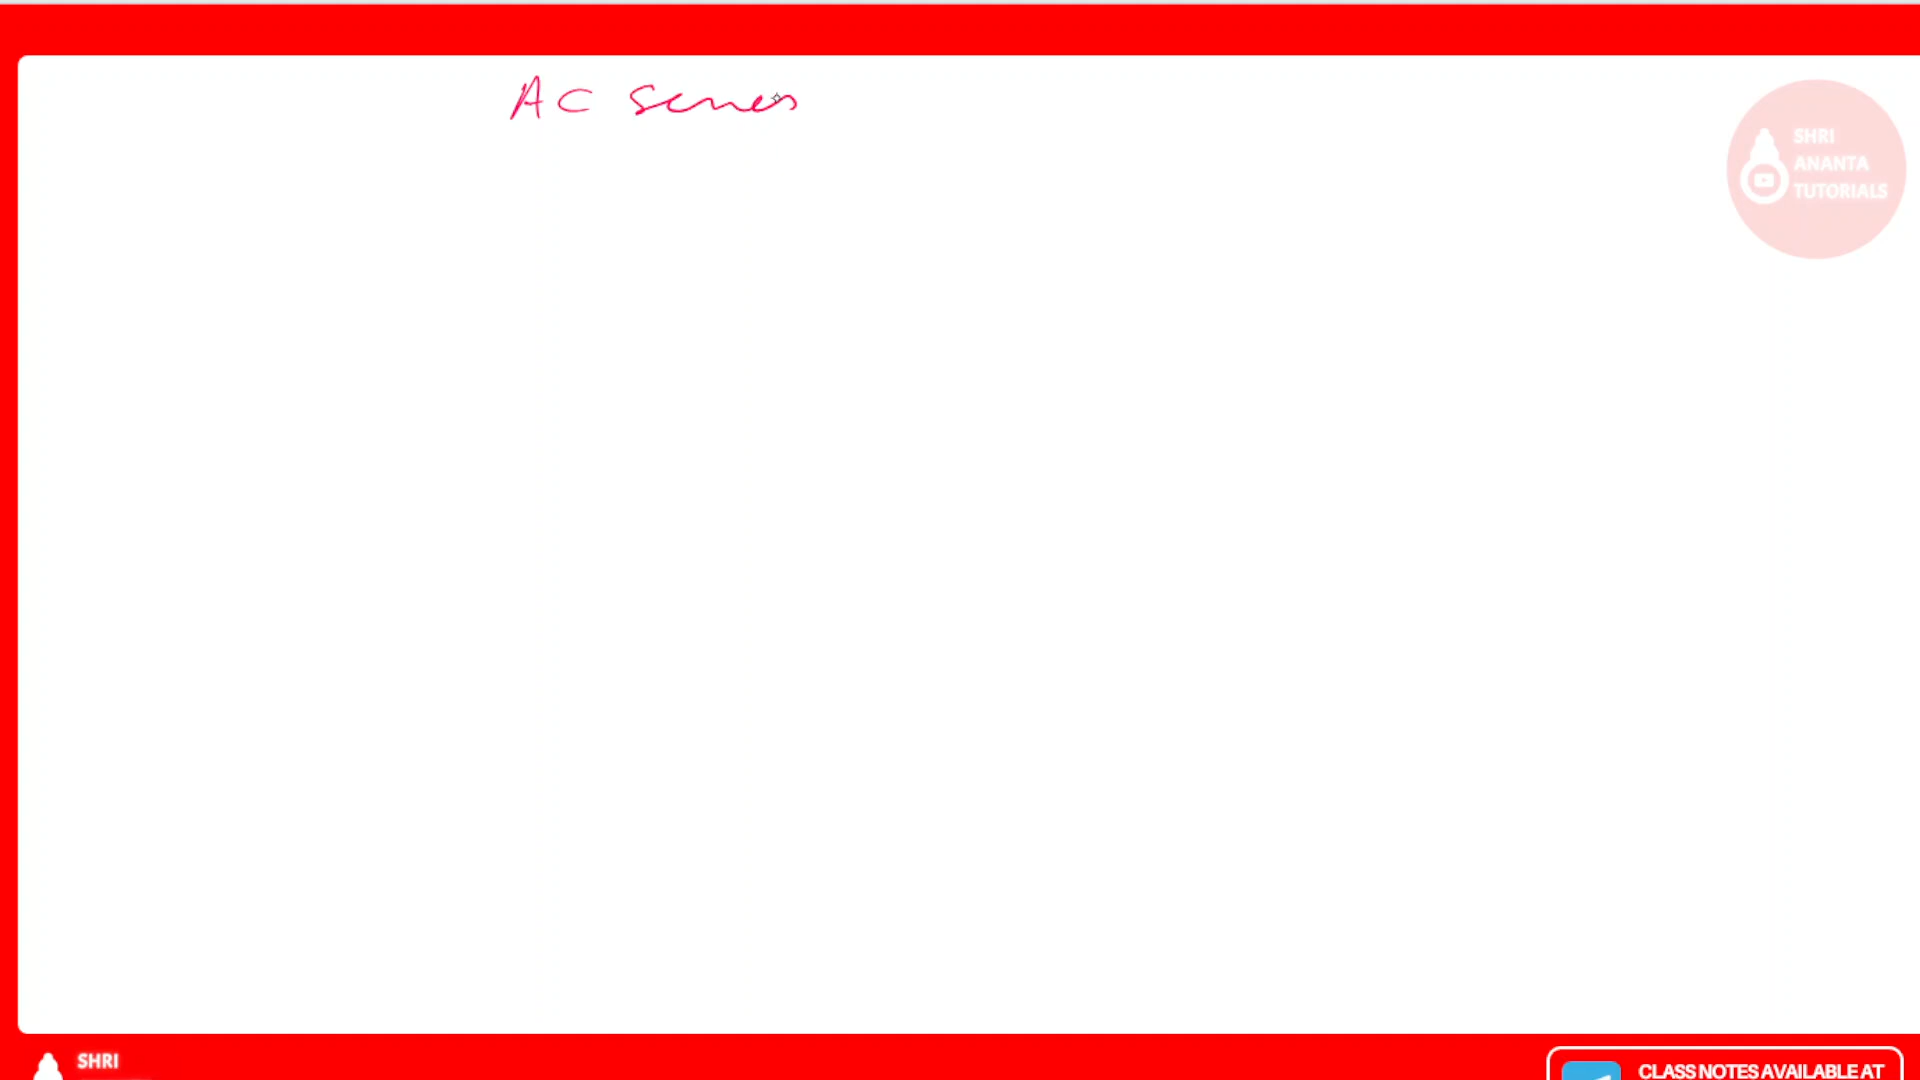 AC Series
SHRI
ANANTA
TUTORIALS
SHRI
CLASS NOTES AVAILABLE AT